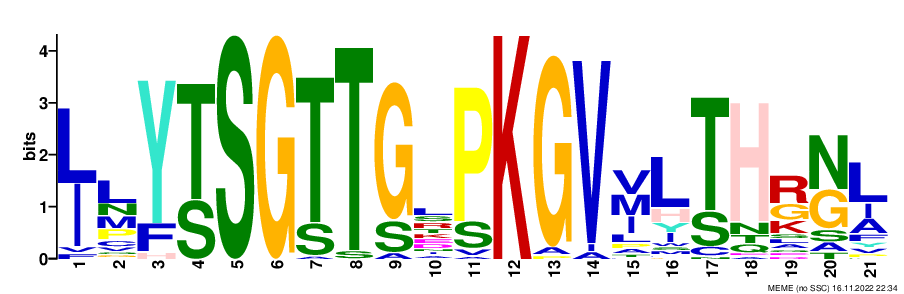 4
3
2
1
0
bits
L I V F
L N M P C V S
Y F H
T S
S
G
T S A
T S
G S A
P S A
K
G A
V I A
V M I L
L H Y V M
T S C
H N T Q
R G K S L A
N G S A T
L I A F Y V
1 2 3 4 5 6 7 8 9 10 11 12 13 14 15 16 17 18 19 20 21
MEME (no SSC) 16.11.2022 22:34